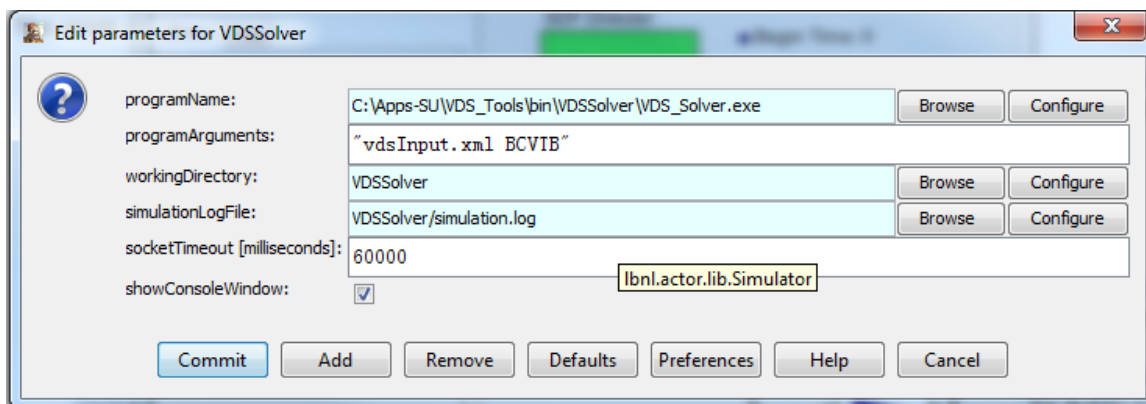 Edit parameters for VDSSolver
programName: C:\Apps-SU\VDS_Tools\bin\VDSSolver\VDS_Solver.exe Browse Configure
programArguments: "vdsInput.xml BCVTB"
workingDirectory: VDSSolver Browse Configure
simulationLogFile: VDSSolver/simulation.log Browse Configure
socketTimeout [milliseconds]: 60000
lbnl.actor.lib.Simulator
showConsoleWindow:
Commit Add Remove Defaults Preferences Help Cancel